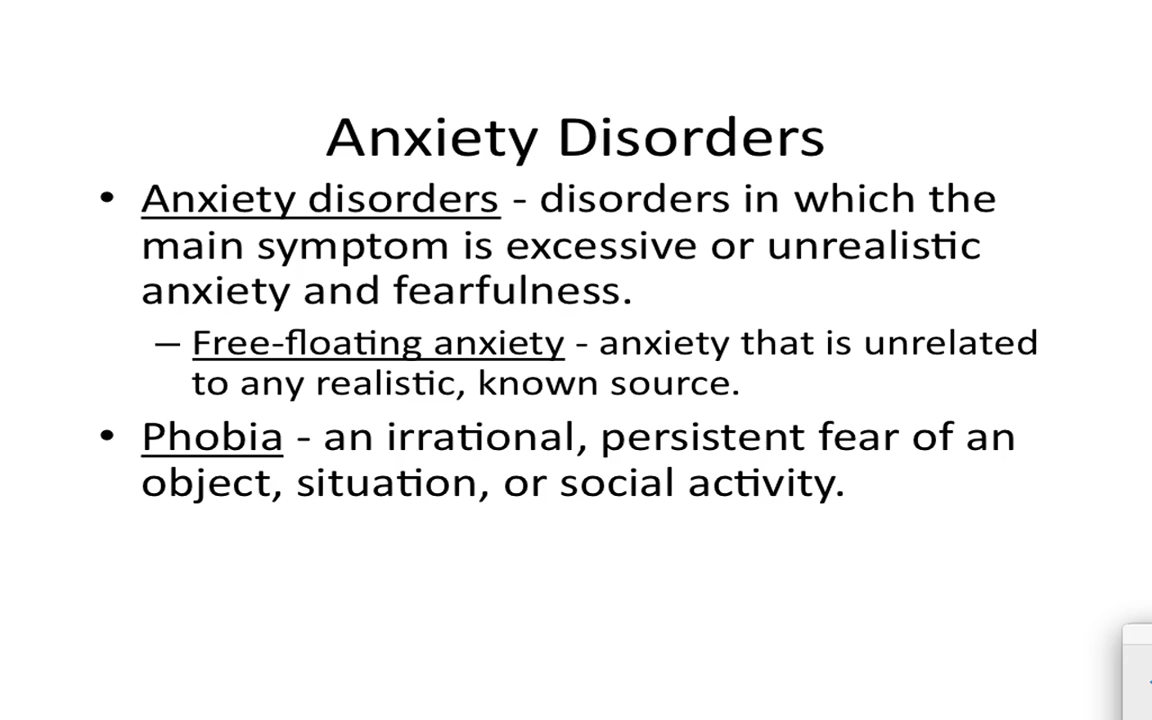 Anxiety Disorders
• Anxiety disorders - disorders in which the
main symptom is excessive or unrealistic
anxiety and fearfulness.
– Free-floating anxiety - anxiety that is unrelated
to any realistic, known source.
• Phobia - an irrational, persistent fear of an
object, situation, or social activity.